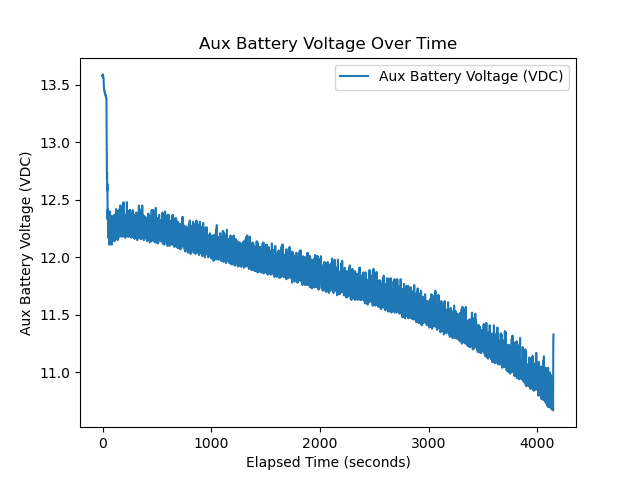 Aux Battery Voltage Over Time
Aux Battery Voltage (VDC)
13.5
13.0
12.5
12.0
11.5
11.0
Aux Battery Voltage (VDC)
0
1000
2000
3000
4000
Elapsed Time (seconds)